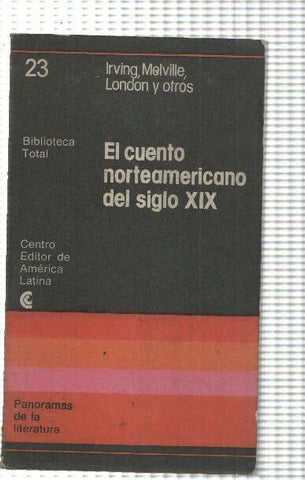 23
Irving, Melville,
London y otros
Biblioteca
Total
El cuento
norteamericano
del siglo XIX
Centro
Editor de
América
Latina
Panoramas
de la
literatura